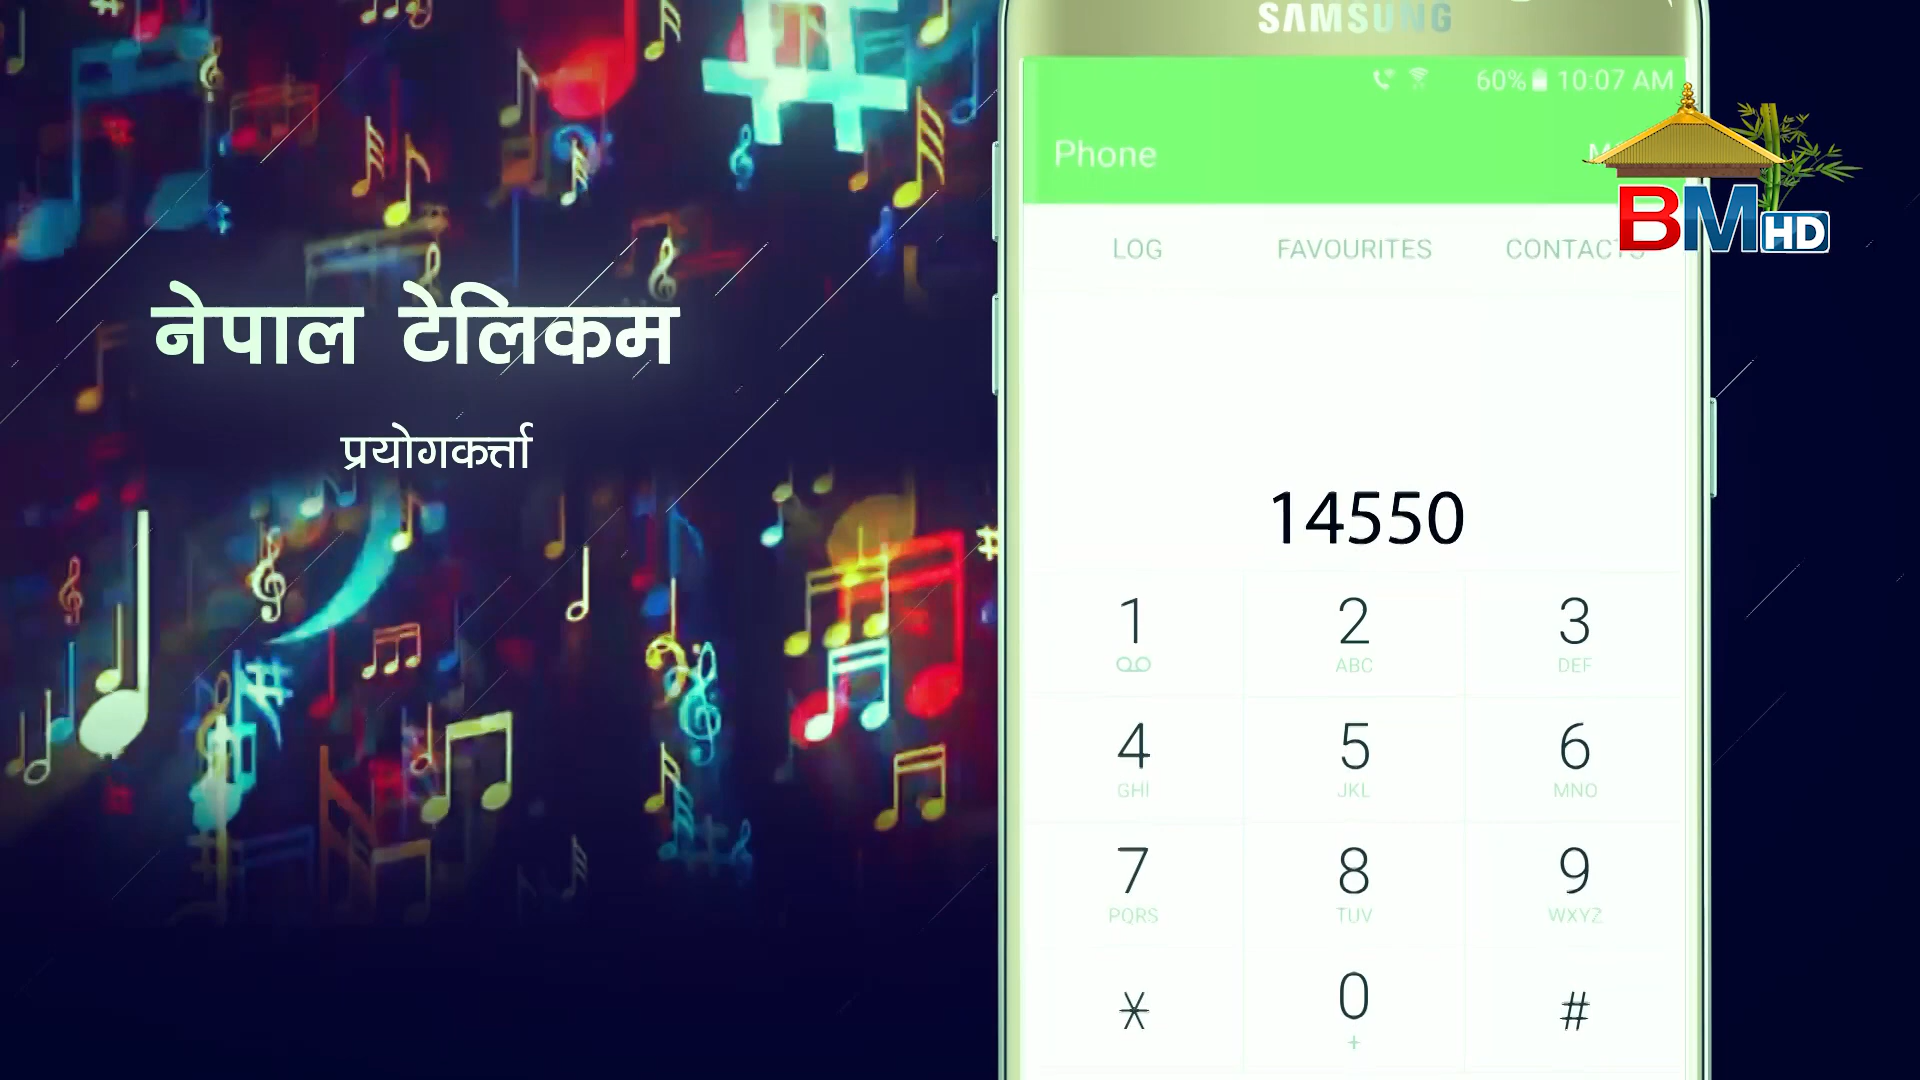 SAMSUNG
60% 10:07 AM
Phone
BM HD
LOG FAVOURITES CONTACTS
नेपाल टेलिकम
प्रयोगकर्त्ता
14550
1 2 3
ABC DEF
4 5 6
GHI JKL MNO
7 8 9
PQRS TUV WXYZ
* 0 #
+